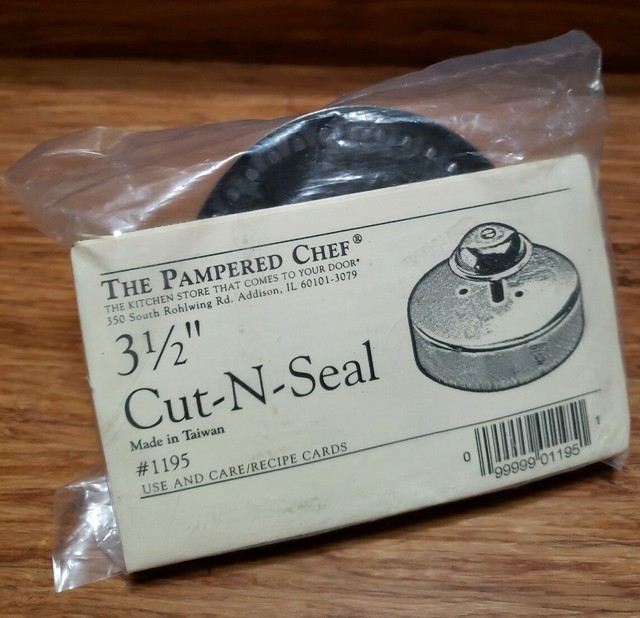 THE PAMPERED CHEF®
THE KITCHEN STORE THAT COMES TO YOUR DOOR®
350 South Rohlwing Rd. Addison, IL 60101-3079
3½"
Cut-N-Seal
Made in Taiwan
#1195
USE AND CARE/RECIPE CARDS
0 99999 01195 1